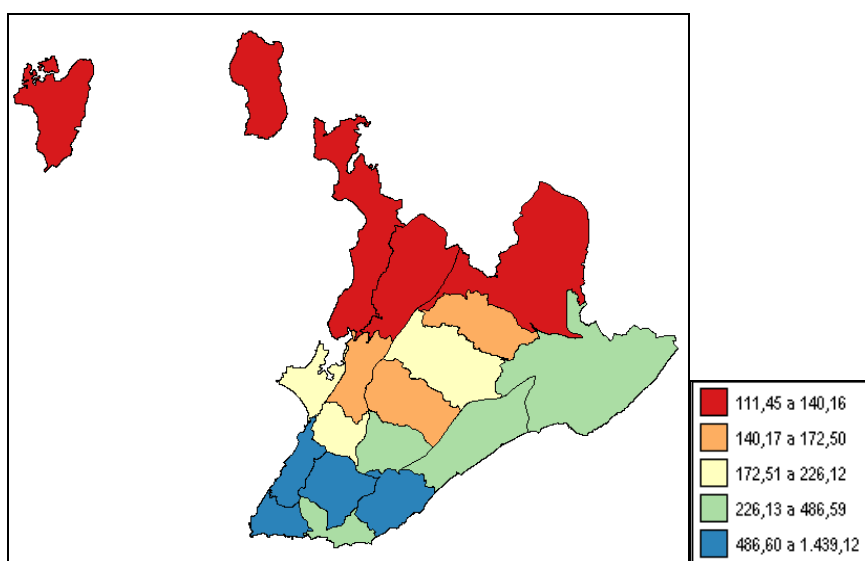 111,45 a 140,16
140,17 a 172,50
172,51 a 226,12
226,13 a 486,59
486,60 a 1.439,12